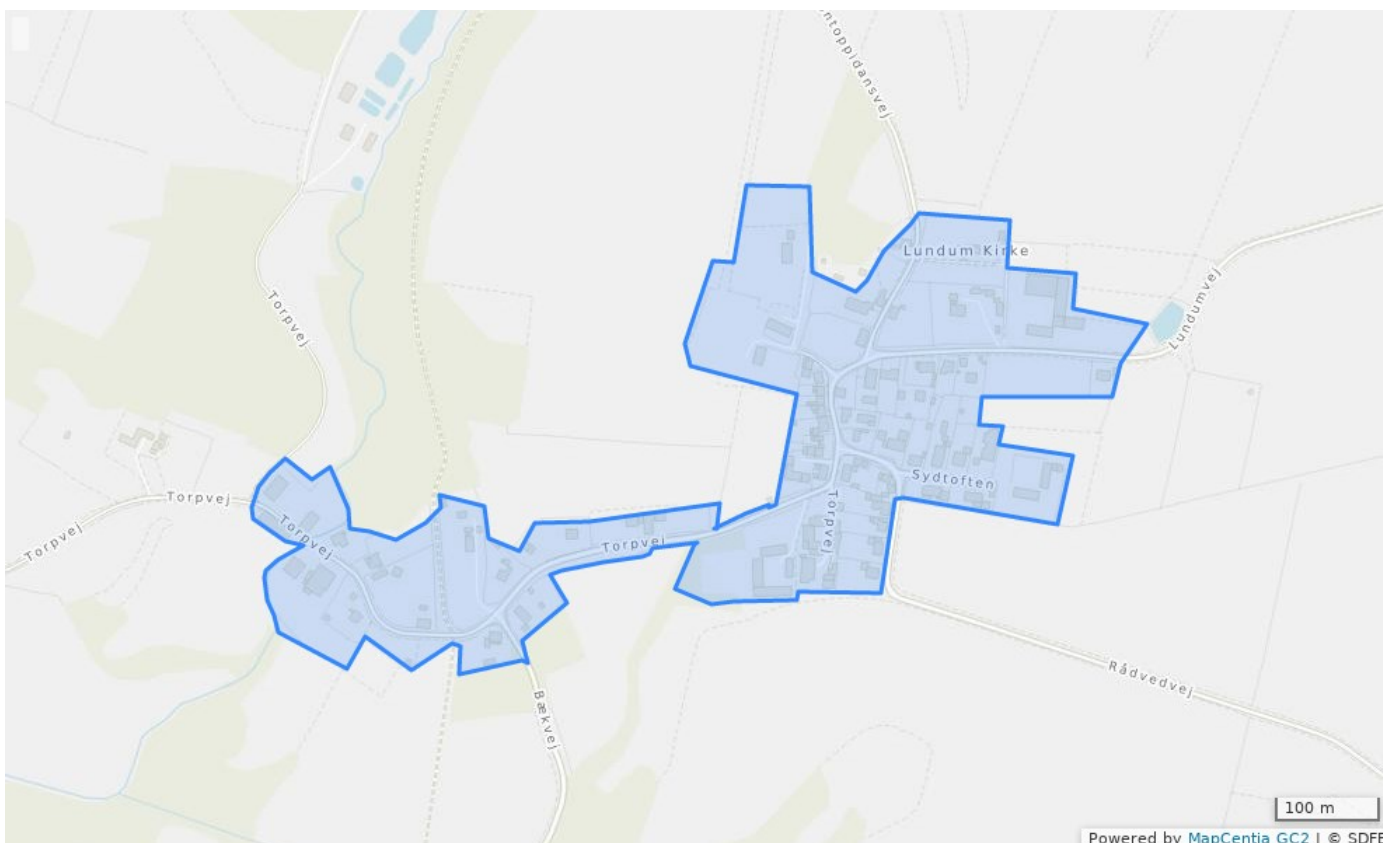 ntoppidansvej
Lundum Kirke
Lundumvej
Torpvej
Torpvej
Torpvej
Torpvej
Torpvej
Torpvej
Sydtoften
Bækvej
Rådvedvej
100 m
Powered by MapCentia GC2 | © SDFE